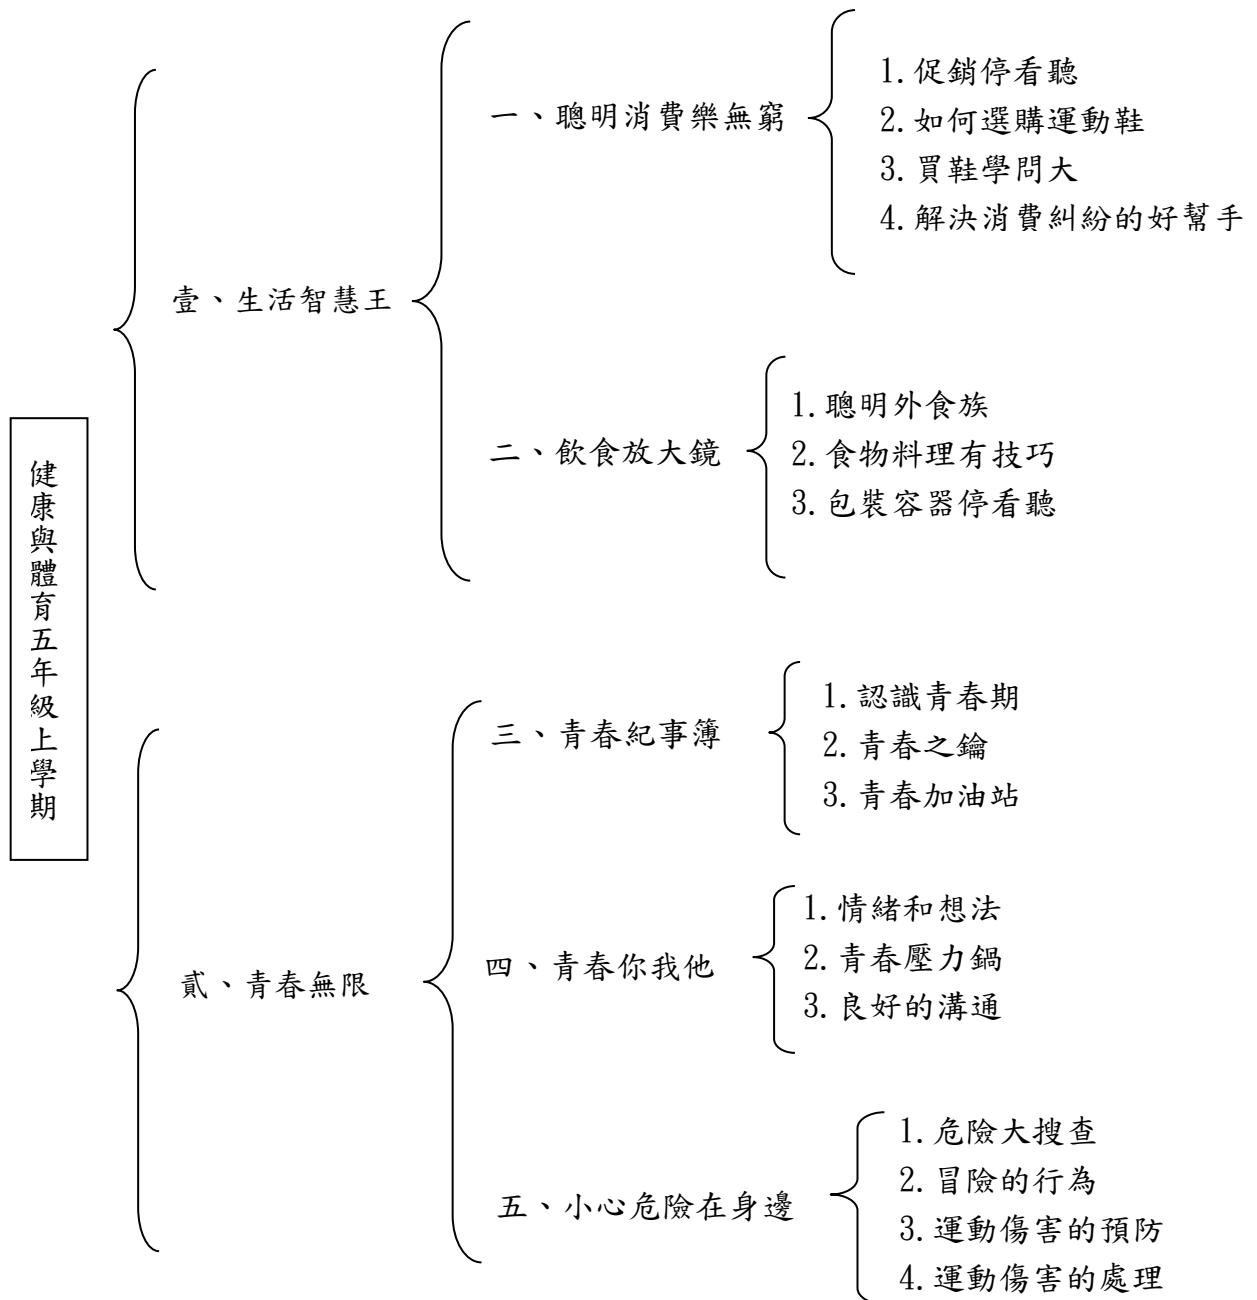 健康與體育五年級上學期
壹、生活智慧王
一、聰明消費樂無窮
1.促銷停看聽
2.如何選購運動鞋
3.買鞋學問大
4.解決消費糾紛的好幫手
二、飲食放大鏡
1.聰明外食族
2.食物料理有技巧
3.包裝容器停看聽
貳、青春無限
三、青春紀事簿
1.認識青春期
2.青春之鑰
3.青春加油站
四、青春你我他
1.情緒和想法
2.青春壓力鍋
3.良好的溝通
五、小心危險在身邊
1.危險大搜查
2.冒險的行為
3.運動傷害的預防
4.運動傷害的處理